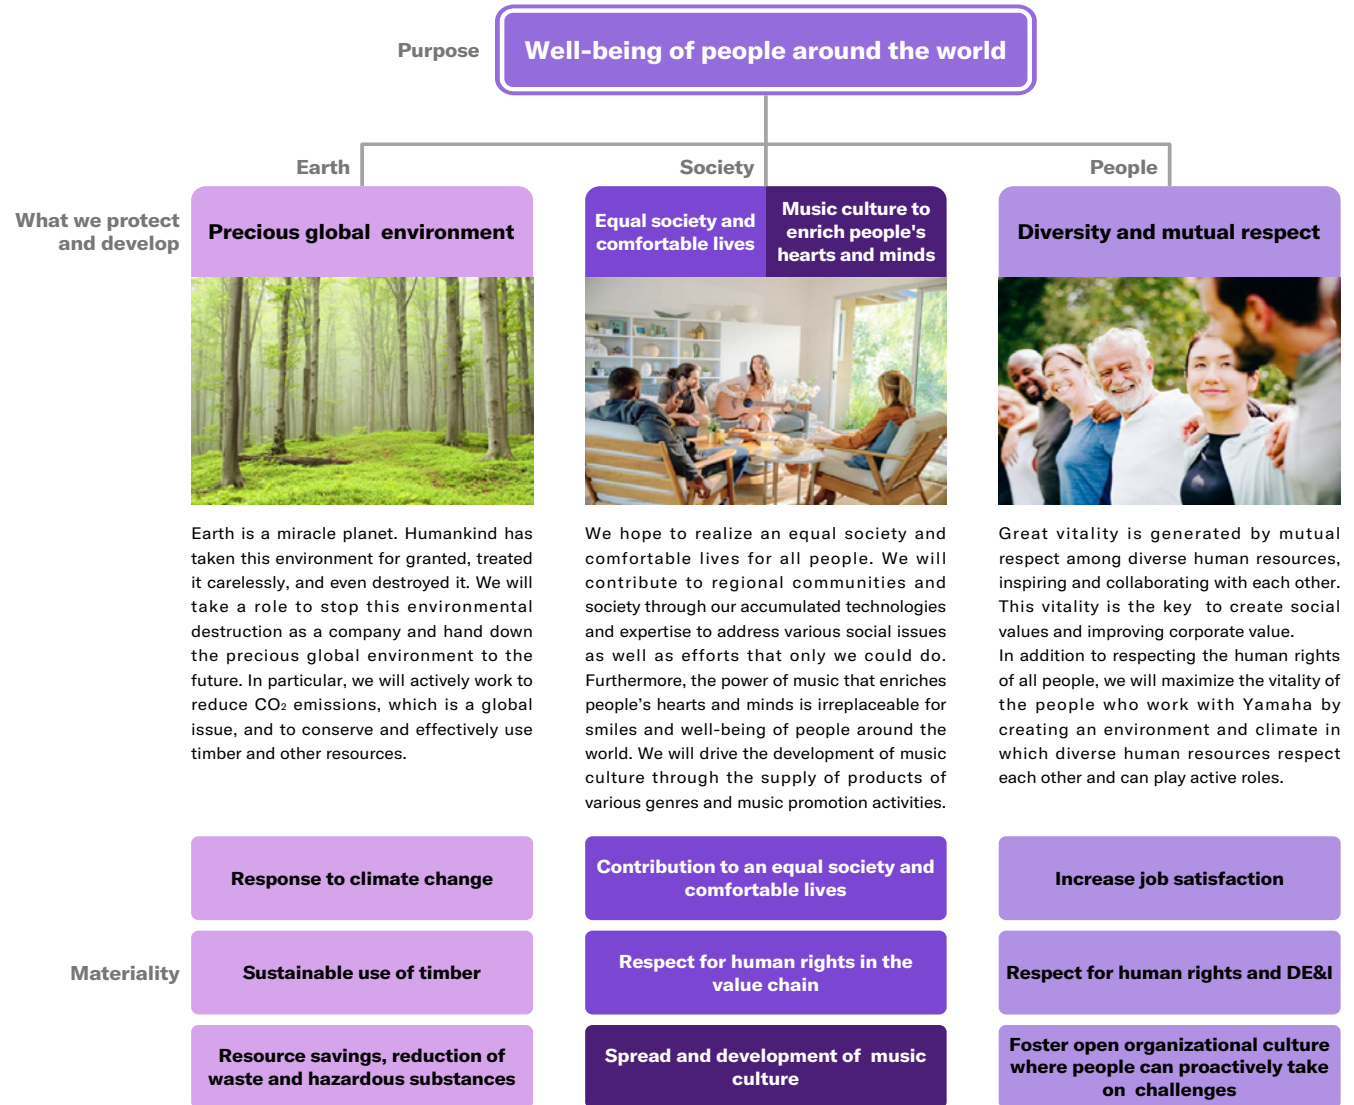 Purpose
Well-being of people around the world
Earth
Society
People
What we protect
and develop
Precious global environment
Equal society and
comfortable lives
Music culture to
enrich people's
hearts and minds
Diversity and mutual respect
Earth is a miracle planet. Humankind has
taken this environment for granted, treated
it carelessly, and even destroyed it. We will
take a role to stop this environmental
destruction as a company and hand down
the precious global environment to the
future. In particular, we will actively work to
reduce CO₂ emissions, which is a global
issue, and to conserve and effectively use
timber and other resources.
We hope to realize an equal society and
comfortable lives for all people. We will
contribute to regional communities and
society through our accumulated technologies
and expertise to address various social issues
as well as efforts that only we could do.
Furthermore, the power of music that enriches
people’s hearts and minds is irreplaceable for
smiles and well-being of people around the
world. We will drive the development of music
culture through the supply of products of
various genres and music promotion activities.
Great vitality is generated by mutual
respect among diverse human resources,
inspiring and collaborating with each other.
This vitality is the key to create social
values and improving corporate value.
In addition to respecting the human rights
of all people, we will maximize the vitality of
the people who work with Yamaha by
creating an environment and climate in
which diverse human resources respect
each other and can play active roles.
Materiality
Response to climate change
Sustainable use of timber
Resource savings, reduction of
waste and hazardous substances
Contribution to an equal society and
comfortable lives
Respect for human rights in the
value chain
Spread and development of music
culture
Increase job satisfaction
Respect for human rights and DE&I
Foster open organizational culture
where people can proactively take
on challenges